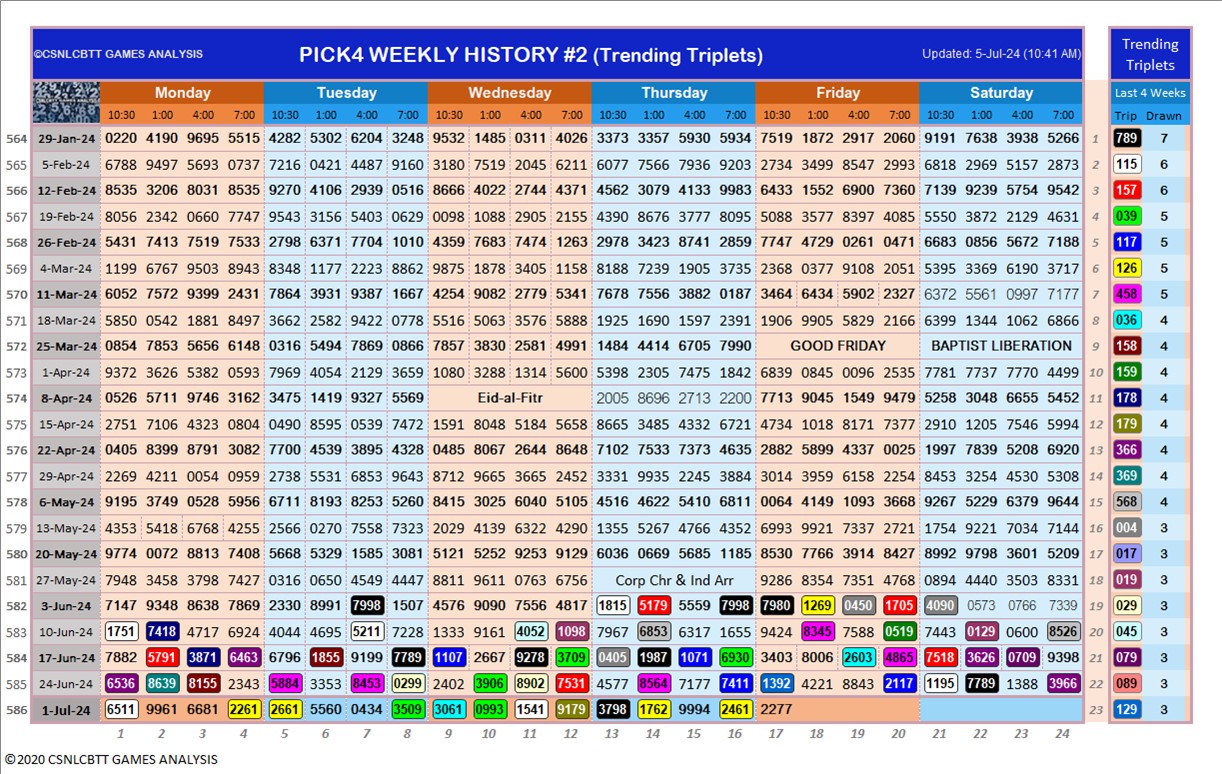 ©CSNLCBTT GAMES ANALYSIS PICK4 WEEKLY HISTORY #2 (Trending Triplets) Updated: 5-Jul-24 (10:41 AM) Trending
Triplets
Monday Tuesday Wednesday Thursday Friday Saturday Last 4 Weeks
10:30 1:00 4:00 7:00 10:30 1:00 4:00 7:00 10:30 1:00 4:00 7:00 10:30 1:00 4:00 7:00 10:30 1:00 4:00 7:00 10:30 1:00 4:00 7:00 Trip Drawn
564 29-Jan-24 0220 4190 9695 5515 4282 5302 6204 3248 9532 1485 0311 4026 3373 3357 5930 5934 7519 1872 2917 2060 9191 7638 3938 5266 1 789 7
565 5-Feb-24 6788 9497 5693 0737 7216 0421 4487 9160 3180 7519 2045 6211 6077 7566 7936 9203 2734 3499 8547 2993 6818 2969 5157 2873 2 115 6
566 12-Feb-24 8535 3206 8031 8535 9270 4106 2939 0516 8666 4022 2744 4371 4562 3079 4133 9983 6433 1552 6900 7360 7139 9239 5754 9542 3 157 6
567 19-Feb-24 8056 2342 0660 7747 9543 3156 5403 0629 0098 1088 2905 2155 4390 8676 3777 8095 5088 3577 8397 4085 5550 3872 2129 4631 4 039 5
568 26-Feb-24 5431 7413 7519 7533 2798 6371 7704 1010 4359 7683 7474 1263 2978 3423 8741 2859 7747 4729 0261 0471 6683 0856 5672 7188 5 117 5
569 4-Mar-24 1199 6767 9503 8943 8348 1177 2223 8862 9875 1878 3405 1158 8188 7239 1905 3735 2368 0377 9108 2051 5395 3369 6190 3717 6 126 5
570 11-Mar-24 6052 7572 9399 2431 7864 3931 9387 1667 4254 9082 2779 5341 7678 7556 3882 0187 3464 6434 5902 2327 6372 5561 0997 7177 7 458 5
571 18-Mar-24 5850 0542 1881 8497 3662 2582 9422 0778 5516 5063 3576 5888 1925 1690 1597 2391 1906 9905 5829 2166 6399 1344 1062 6866 8 036 4
572 25-Mar-24 0854 7853 5656 6148 0316 5494 7869 0866 7857 3830 2581 4991 1484 4414 6705 7990 GOOD FRIDAY BAPTIST LIBERATION 9 158 4
573 1-Apr-24 9372 3626 5382 0593 7969 4054 2129 3659 1080 3288 1314 5600 5398 2305 7475 1842 6839 0845 0096 2535 7781 7737 7770 4499 10 159 4
574 8-Apr-24 0526 5711 9746 3162 3475 1419 9327 5569 Eid-al-Fitr 2005 8696 2713 2200 7713 9045 1549 9479 5258 3048 6655 5452 11 178 4
575 15-Apr-24 2751 7106 4323 0804 0490 8595 0539 7472 1591 8048 5184 5658 8665 3485 4332 6721 4734 1018 8171 7377 2910 1205 7546 5994 12 179 4
576 22-Apr-24 0405 8399 8791 3082 7700 4539 3895 4320 0485 8067 2644 8648 7102 7533 7373 4635 2882 5899 4337 0025 1997 7839 5208 6920 13 366 4
577 29-Apr-24 2269 4211 0054 0959 2738 5531 6853 9643 9712 9665 3665 2452 3331 9935 2245 3884 3014 3959 6158 2254 8453 3254 4530 5308 14 369 4
578 6-May-24 9195 3749 0528 5956 6711 8193 8253 5260 8415 3025 6040 5105 4516 4622 5410 6811 0064 4149 1093 3668 9267 5229 6379 9644 15 568 4
579 13-May-24 4353 5418 6768 4255 2566 0270 7558 7323 2029 4139 6322 4290 1355 5267 4766 4352 6993 9921 7337 2721 1754 9221 7034 7144 16 004 3
580 20-May-24 9774 0072 8813 7408 5668 5329 1585 3081 5121 5252 9253 9129 6036 0669 5685 1185 8530 7766 3914 8427 8992 9798 3601 5209 17 017 3
581 27-May-24 7948 3458 3798 7427 0316 0650 4549 4447 8811 9611 0763 6756 Corp Chr & Ind Arr 9286 8354 7351 4768 0894 4440 3503 8331 18 019 3
582 3-Jun-24 7147 9348 8638 7869 2330 8991 7998 1507 4576 9090 7556 4817 1815 5179 5559 7998 7980 1269 0450 1705 4090 0573 0766 7339 19 029 3
583 10-Jun-24 1751 7418 4717 6924 4044 4695 5211 7228 1333 9161 4052 1098 7967 6853 6317 1655 9424 8345 7588 0519 7443 0129 0600 8526 20 045 3
584 17-Jun-24 7882 5791 3871 6463 6796 1855 9199 7789 1107 2667 9278 3709 0405 1987 1071 6930 3403 8006 2603 4865 7518 3626 0709 9398 21 079 3
585 24-Jun-24 6536 8639 8155 2343 5884 3353 8453 0299 2402 3906 8902 7531 4577 8564 7177 7411 1392 4221 8843 2117 1195 7789 1388 3966 22 089 3
586 1-Jul-24 6511 9961 6681 2261 2661 5560 0434 3509 3061 0993 1541 9179 3798 1762 9994 2461 2277 23 129 3
1 2 3 4 5 6 7 8 9 10 11 12 13 14 15 16 17 18 19 20 21 22 23 24
©2020 CSNLCBTT GAMES ANALYSIS